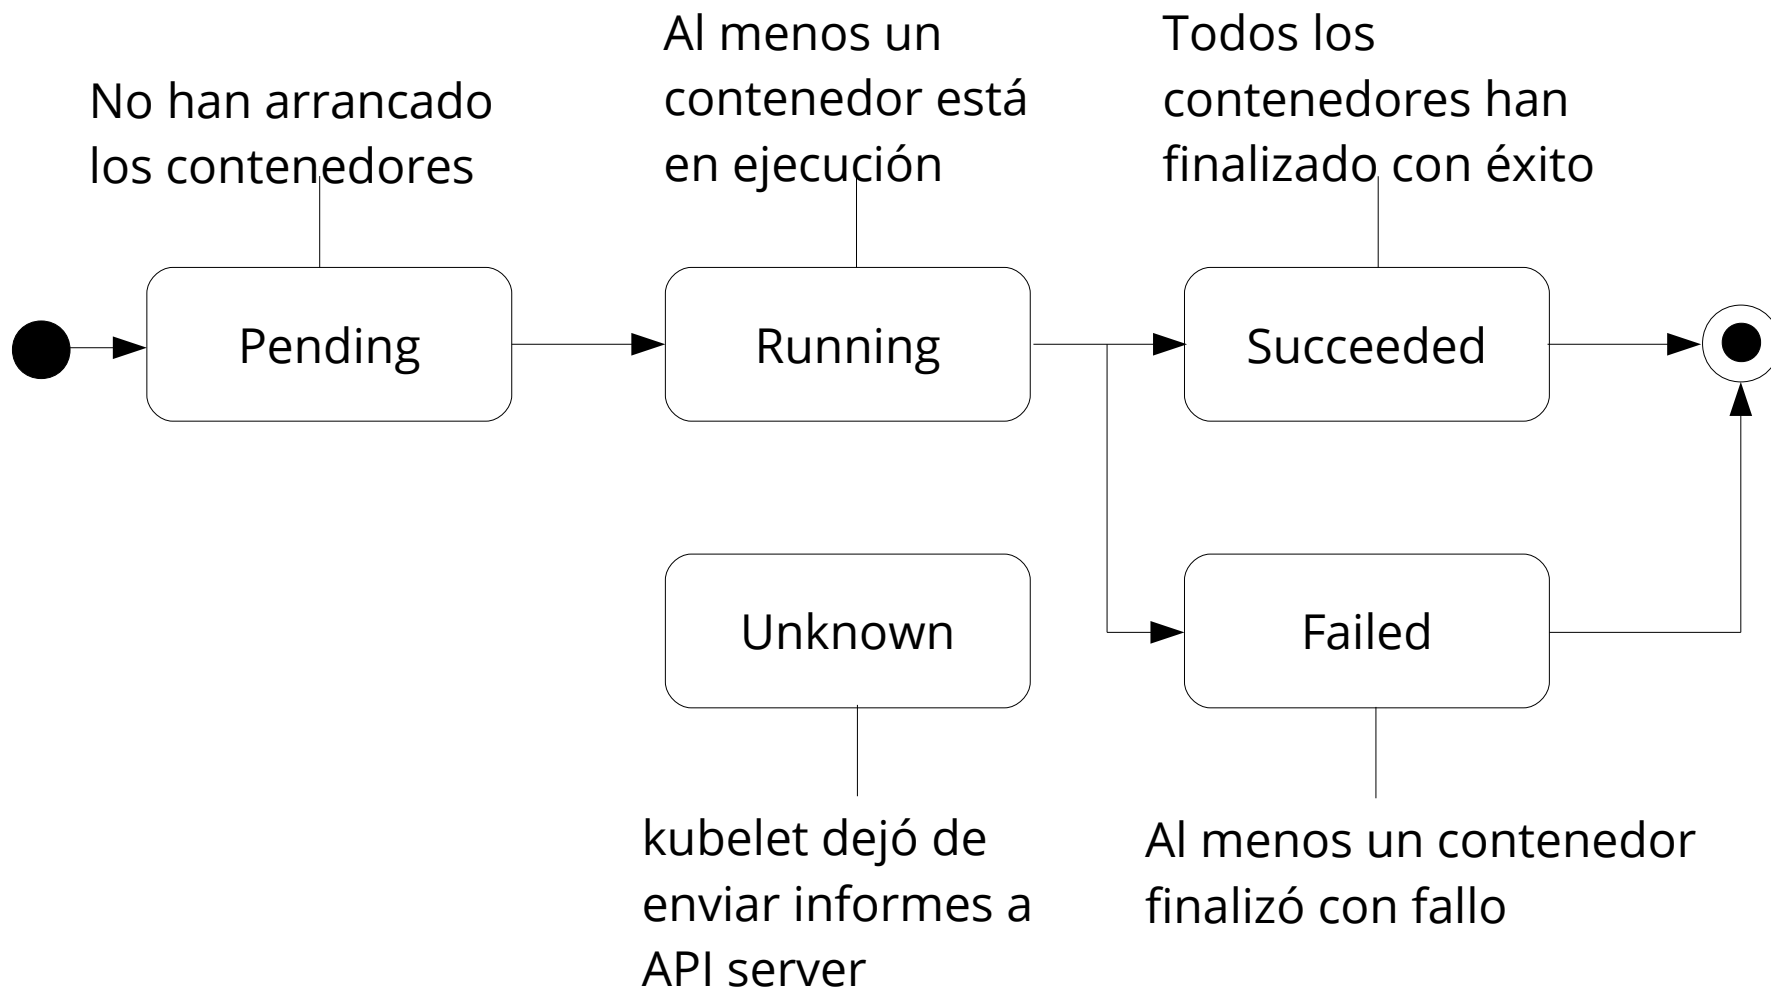 No han arrancado
los contenedores
Al menos un
contenedor está
en ejecución
Todos los
contenedores han
finalizado con éxito
Pending
Running
Succeeded
Unknown
Failed
kubelet dejó de
enviar informes a
API server
Al menos un contenedor
finalizó con fallo